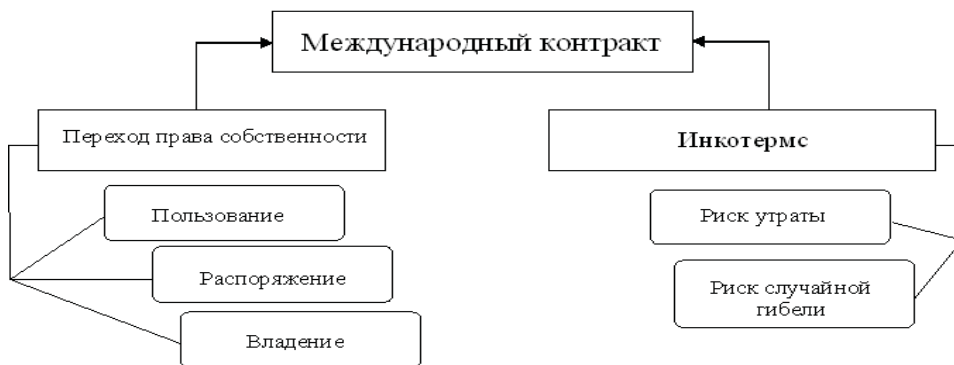 Международный контракт
Переход права собственности
Инкотермс
Пользование
Риск утраты
Распоряжение
Риск случайной
гибели
Владение